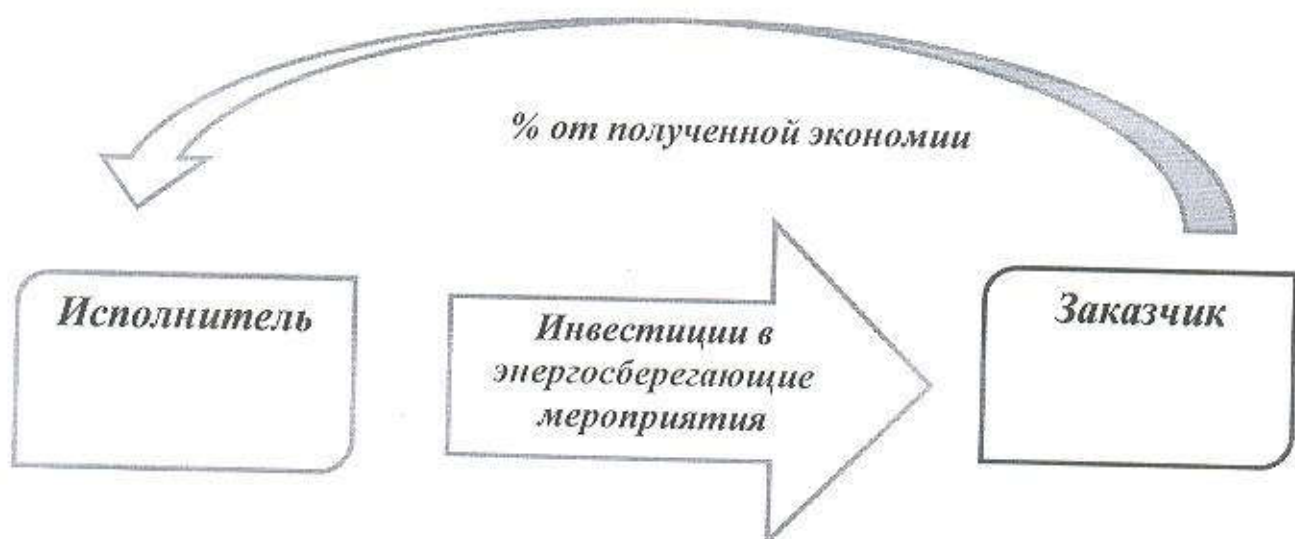 % от полученной экономии
Исполнитель
Инвестиции в
энергосберегающие
мероприятия
Заказчик